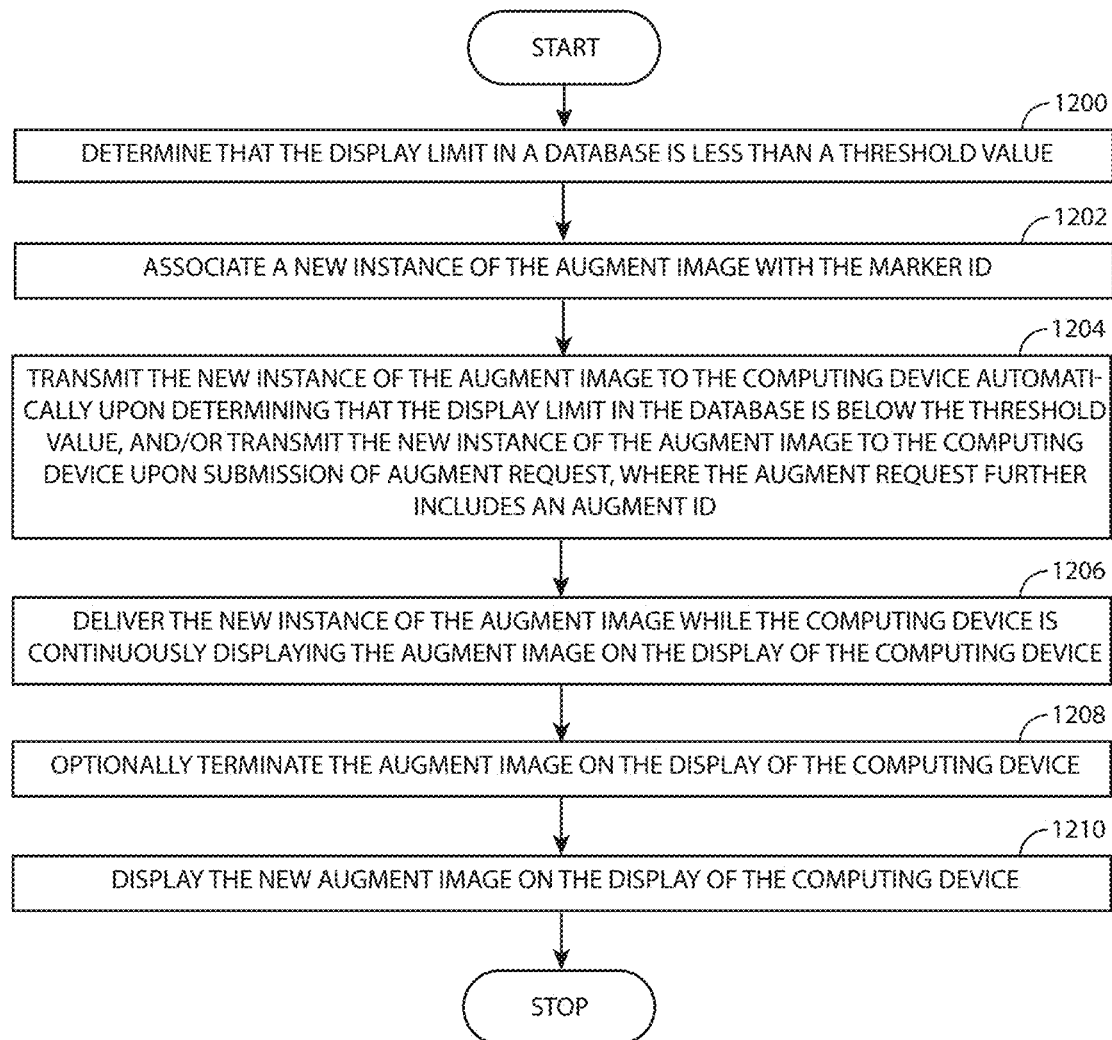 START
1200
DETERMINE THAT THE DISPLAY LIMIT IN A DATABASE IS LESS THAN A THRESHOLD VALUE
1202
ASSOCIATE A NEW INSTANCE OF THE AUGMENT IMAGE WITH THE MARKER ID
1204
TRANSMIT THE NEW INSTANCE OF THE AUGMENT IMAGE TO THE COMPUTING DEVICE AUTOMATI-
CALLY UPON DETERMINING THAT THE DISPLAY LIMIT IN THE DATABASE IS BELOW THE THRESHOLD
VALUE, AND/OR TRANSMIT THE NEW INSTANCE OF THE AUGMENT IMAGE TO THE COMPUTING
DEVICE UPON SUBMISSION OF AUGMENT REQUEST, WHERE THE AUGMENT REQUEST FURTHER
INCLUDES AN AUGMENT ID
1206
DELIVER THE NEW INSTANCE OF THE AUGMENT IMAGE WHILE THE COMPUTING DEVICE IS
CONTINUOUSLY DISPLAYING THE AUGMENT IMAGE ON THE DISPLAY OF THE COMPUTING DEVICE
1208
OPTIONALLY TERMINATE THE AUGMENT IMAGE ON THE DISPLAY OF THE COMPUTING DEVICE
1210
DISPLAY THE NEW AUGMENT IMAGE ON THE DISPLAY OF THE COMPUTING DEVICE
STOP